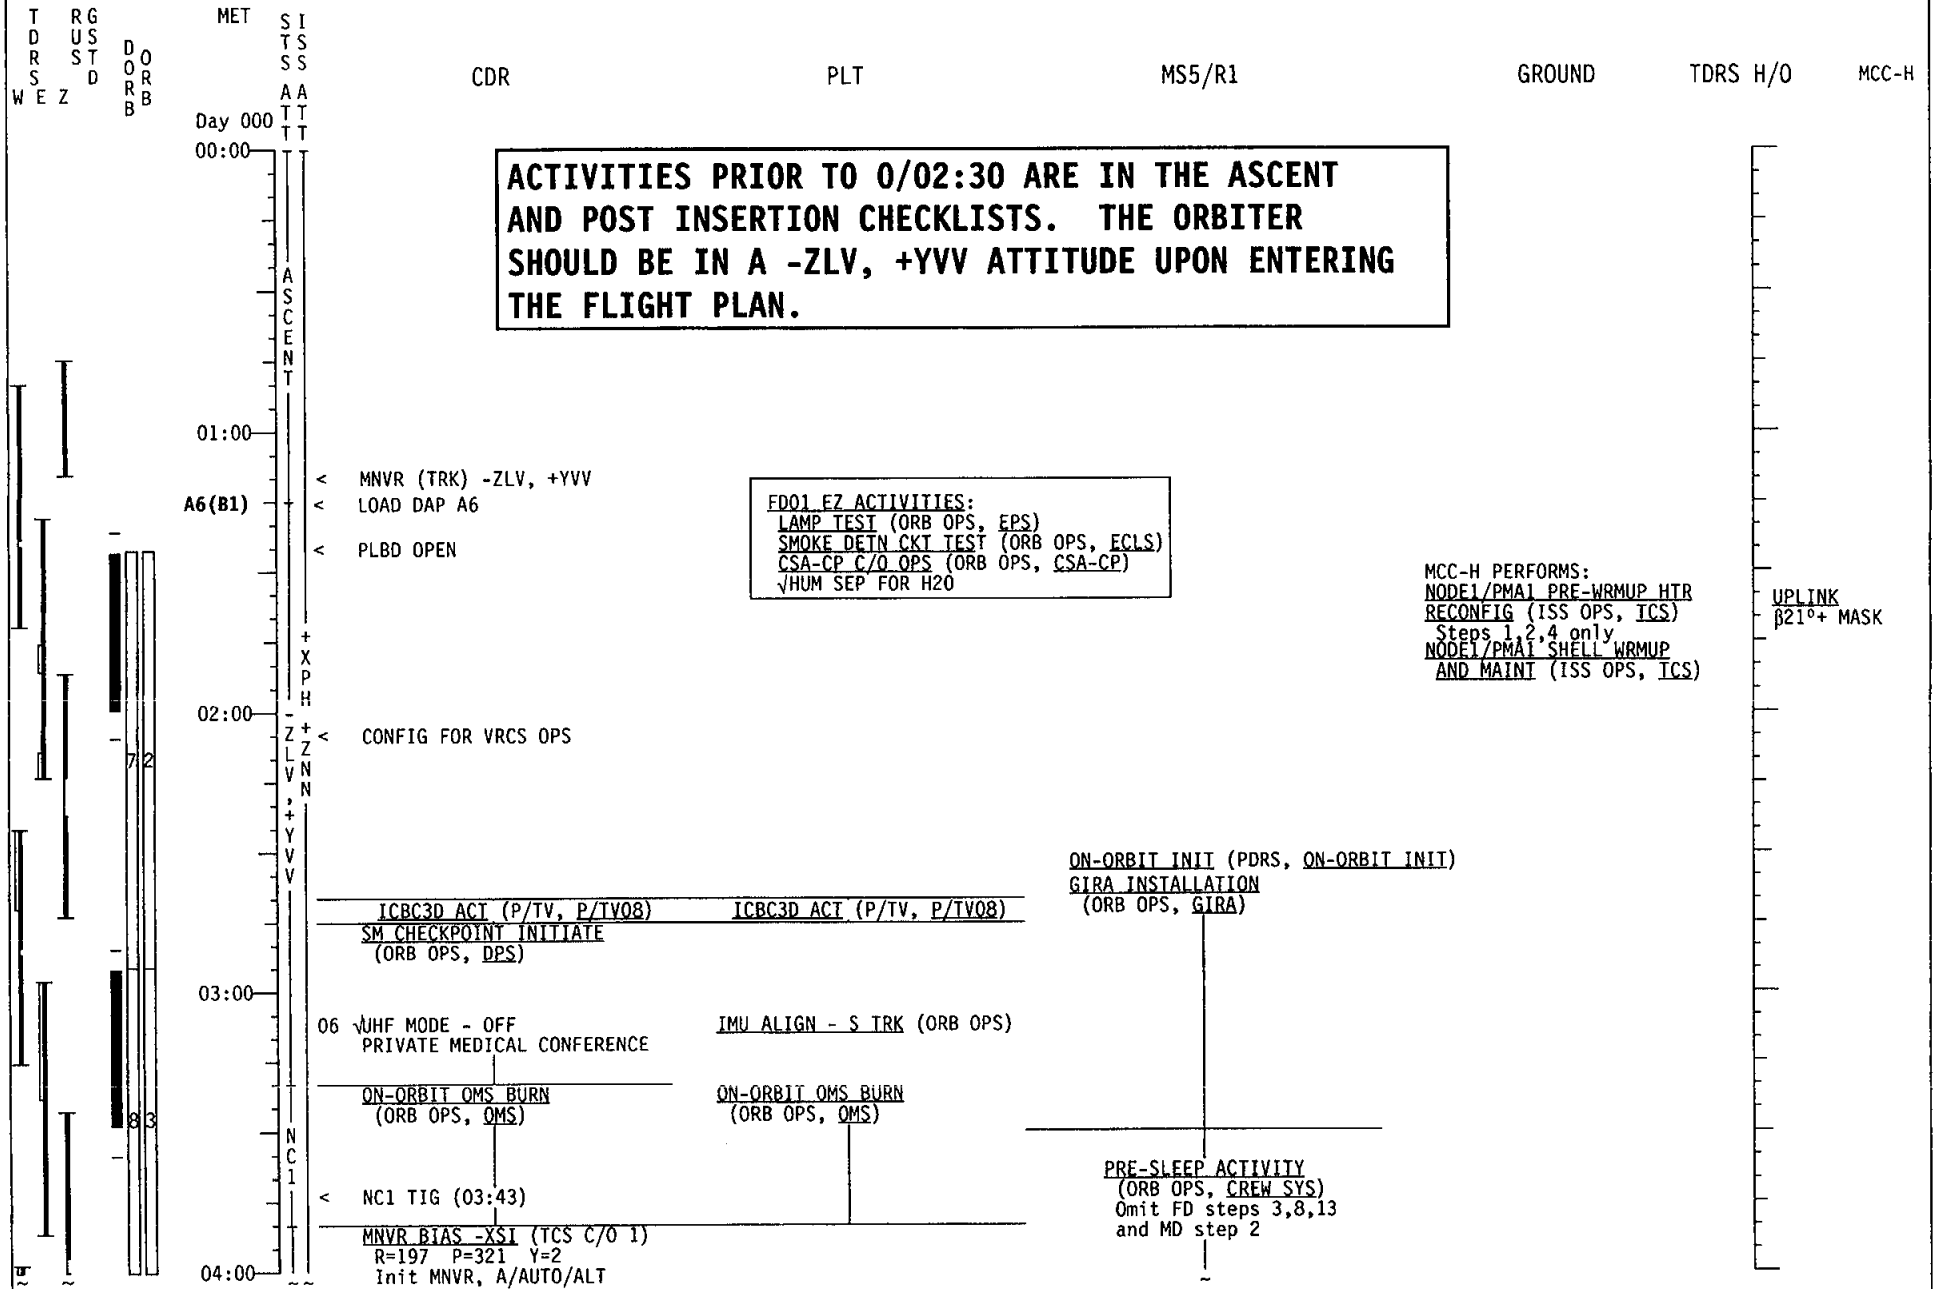 TDRS
W E Z
RUS
GSTD
DORB
ORB
MET
STS ATT
ISS ATT
CDR
PLT
MS5/R1
GROUND
TDRS H/O
MCC-H
Day 000
00:00
ACTIVITIES PRIOR TO 0/02:30 ARE IN THE ASCENT
AND POST INSERTION CHECKLISTS. THE ORBITER
SHOULD BE IN A -ZLV, +YVV ATTITUDE UPON ENTERING
THE FLIGHT PLAN.
ASCENT
01:00
< MNVR (TRK) -ZLV, +YVV
A6(B1)
< LOAD DAP A6
< PLBD OPEN
FD01 EZ ACTIVITIES:
LAMP TEST (ORB OPS, EPS)
SMOKE DETN CKT TEST (ORB OPS, ECLS)
CSA-CP C/O OPS (ORB OPS, CSA-CP)
√HUM SEP FOR H2O
MCC-H PERFORMS:
NODE1/PMA1 PRE-WRMUP HTR
RECONFIG (ISS OPS, TCS)
Steps 1,2,4 only
NODE1/PMA1 SHELL WRMUP
AND MAINT (ISS OPS, TCS)
UPLINK
β21°+ MASK
+XPH +ZNN
02:00
-ZLV,+YVV
< CONFIG FOR VRCS OPS
7 2
ON-ORBIT INIT (PDRS, ON-ORBIT INIT)
GIRA INSTALLATION
(ORB OPS, GIRA)
ICBC3D ACT (P/TV, P/TV08)
ICBC3D ACT (P/TV, P/TV08)
SM CHECKPOINT INITIATE
(ORB OPS, DPS)
03:00
06 √UHF MODE - OFF
PRIVATE MEDICAL CONFERENCE
IMU ALIGN - S TRK (ORB OPS)
ON-ORBIT OMS BURN
(ORB OPS, OMS)
ON-ORBIT OMS BURN
(ORB OPS, OMS)
8 3
NC1
PRE-SLEEP ACTIVITY
(ORB OPS, CREW SYS)
Omit FD steps 3,8,13
and MD step 2
< NC1 TIG (03:43)
MNVR BIAS -XSI (TCS C/O 1)
R=197 P=321 Y=2
Init MNVR, A/AUTO/ALT
04:00
~ ~ ~ ~ ~